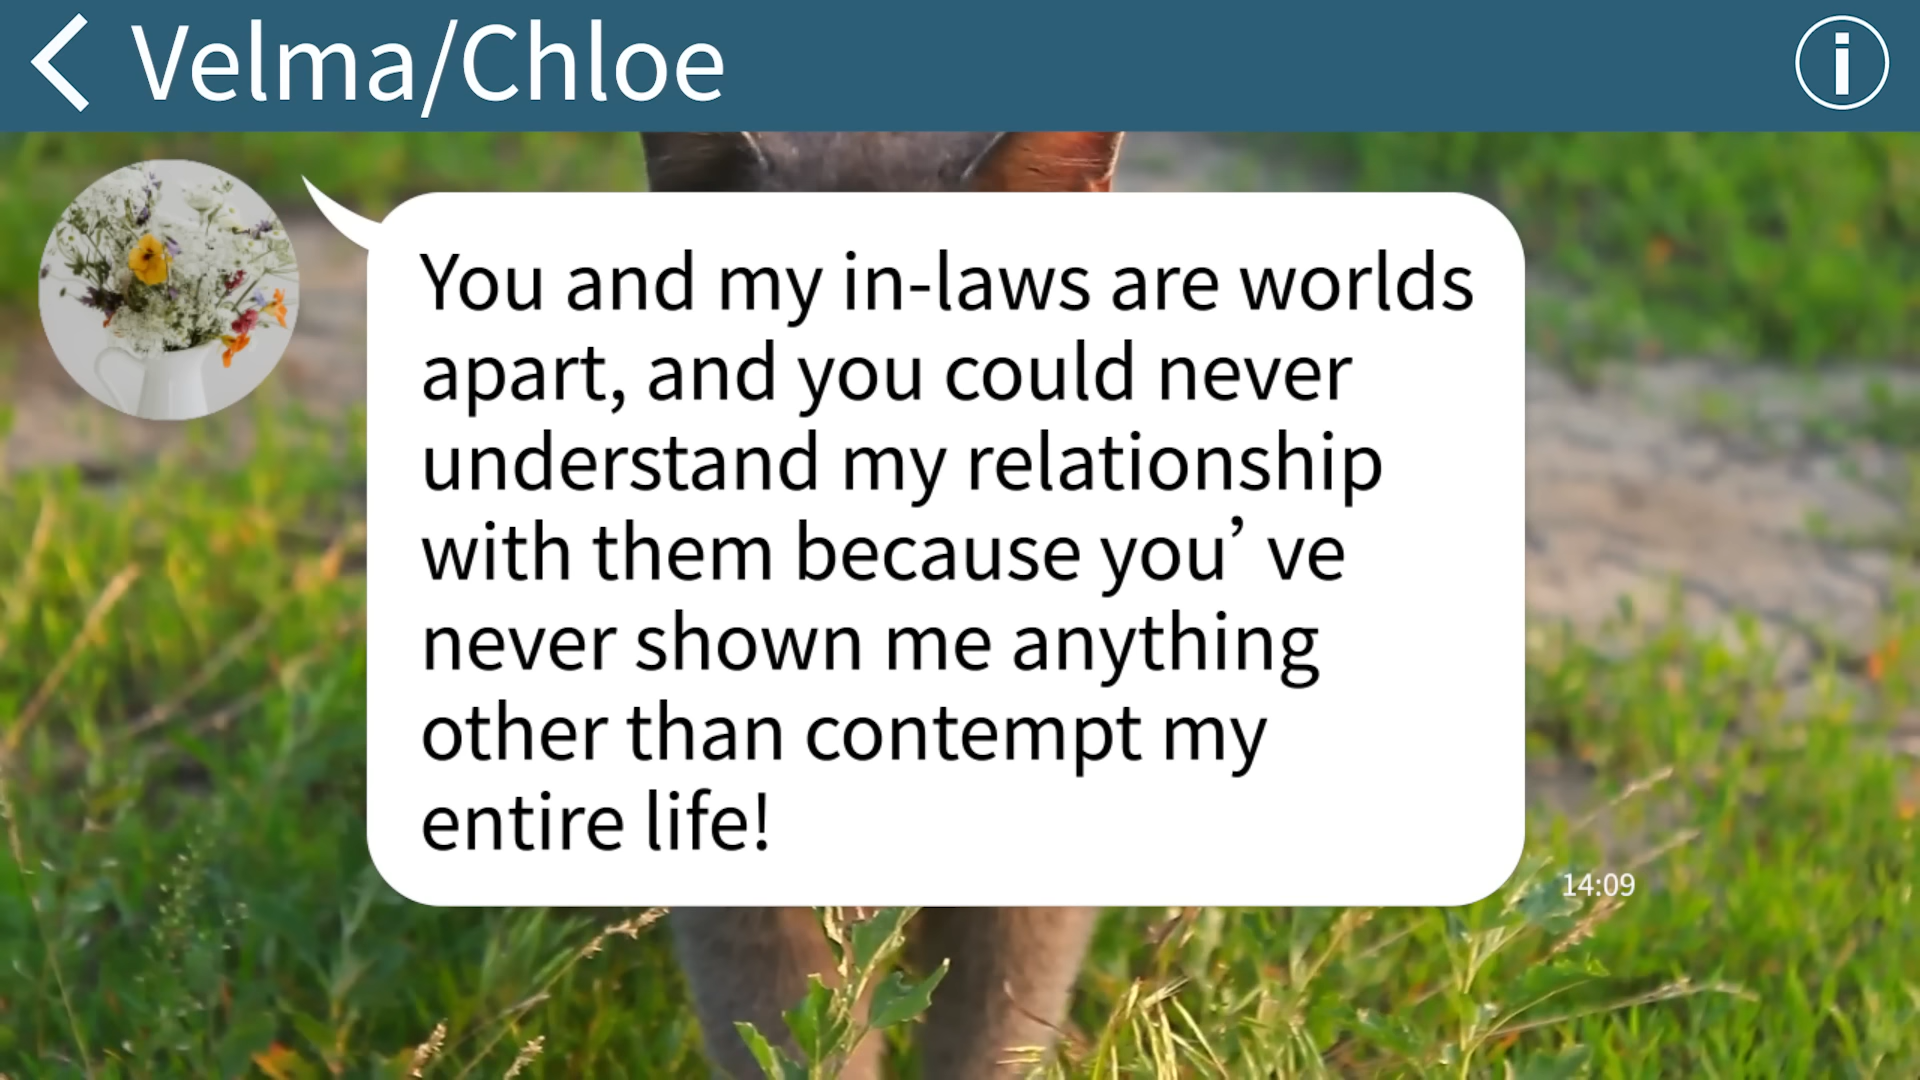 Velma/Chloe
You and my in-laws are worlds
apart, and you could never
understand my relationship
with them because you’ ve
never shown me anything
other than contempt my
entire life!
14:09